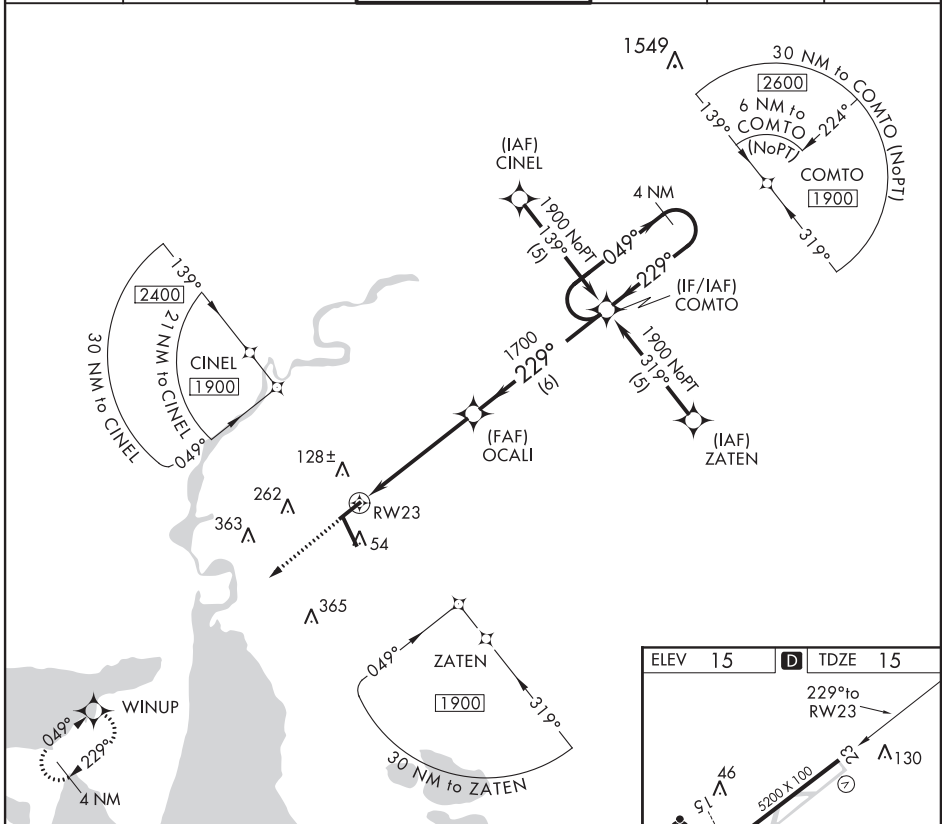 1549
30 NM to COMTO (NoPT)
2600
6 NM to
COMTO
(NoPT)
139°
224°
COMTO
1900
319°
(IAF)
CINEL
4 NM
1900 NoPT
139°
(5)
049°
229°
(IF/IAF)
COMTO
1900 NoPT
319°
(5)
(IAF)
ZATEN
1700
229°
(6)
(FAF)
OCALI
139°
2400
21 NM to CINEL
30 NM to CINEL
CINEL
1900
049°
128±
262
363
RW23
54
365
049°
ZATEN
1900
319°
30 NM to ZATEN
WINUP
049°
229°
4 NM
ELEV 15 D TDZE 15
229° to
RW23
23
130
V
46
15
5200 X 100